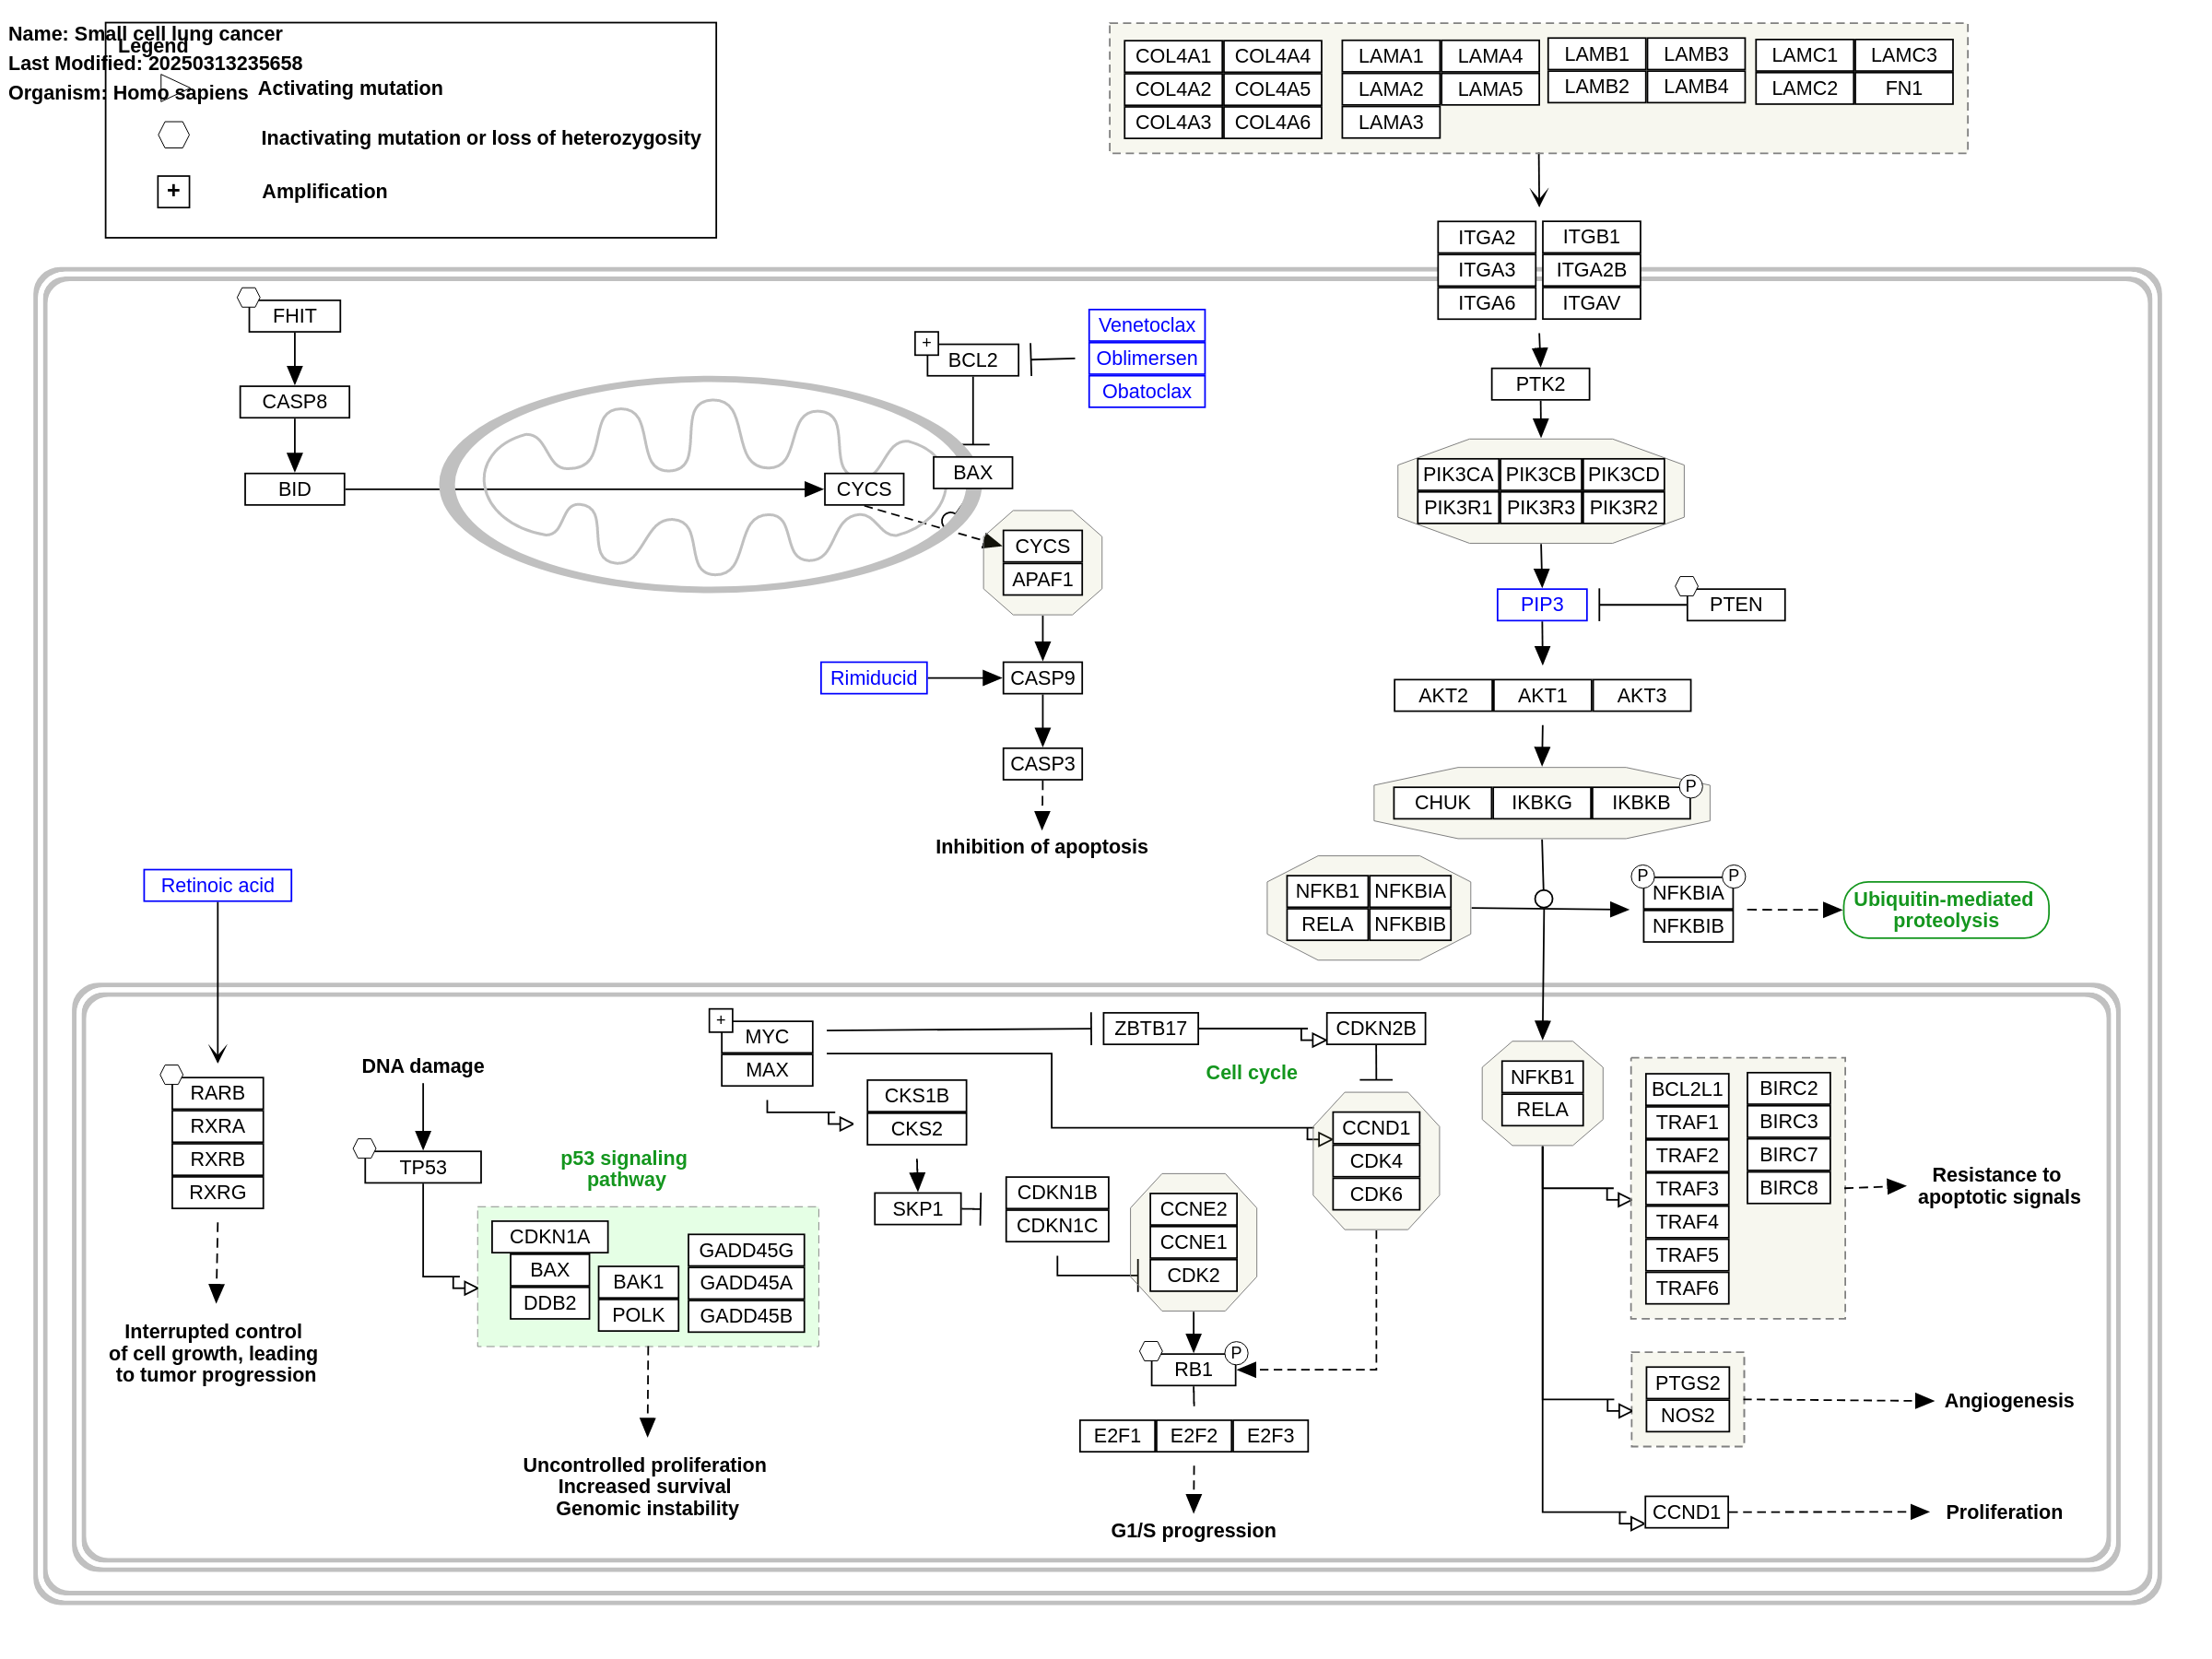 Name: Small cell lung cancer
Last Modified: 20250313235658
Organism: Homo sapiens
Legend
Activating mutation
Inactivating mutation or loss of heterozygosity
+
Amplification
COL4A1 COL4A4
COL4A2 COL4A5
COL4A3 COL4A6
LAMA1 LAMA4
LAMA2 LAMA5
LAMA3
LAMB1 LAMB3
LAMB2 LAMB4
LAMC1 LAMC3
LAMC2 FN1
ITGA2 ITGB1
ITGA3 ITGA2B
ITGA6 ITGAV
FHIT
CASP8
BID
+
BCL2
Venetoclax
Oblimersen
Obatoclax
BAX
CYCS
CYCS
APAF1
Rimiducid
CASP9
CASP3
Inhibition of apoptosis
PTK2
PIK3CA PIK3CB PIK3CD
PIK3R1 PIK3R3 PIK3R2
PIP3
PTEN
AKT2 AKT1 AKT3
CHUK IKBKG IKBKB
P
NFKB1 NFKBIA
RELA NFKBIB
P
P
NFKBIA
NFKBIB
Ubiquitin-mediated
proteolysis
Retinoic acid
RARB
RXRA
RXRB
RXRG
Interrupted control
of cell growth, leading
to tumor progression
DNA damage
TP53
p53 signaling
pathway
CDKN1A
BAX
DDB2
BAK1
POLK
GADD45G
GADD45A
GADD45B
Uncontrolled proliferation
Increased survival
Genomic instability
+
MYC
MAX
ZBTB17
CDKN2B
Cell cycle
CKS1B
CKS2
SKP1
CDKN1B
CDKN1C
CCNE2
CCNE1
CDK2
CCND1
CDK4
CDK6
RB1
P
E2F1 E2F2 E2F3
G1/S progression
NFKB1
RELA
BCL2L1
TRAF1
TRAF2
TRAF3
TRAF4
TRAF5
TRAF6
BIRC2
BIRC3
BIRC7
BIRC8
Resistance to
apoptotic signals
PTGS2
NOS2
Angiogenesis
CCND1
Proliferation